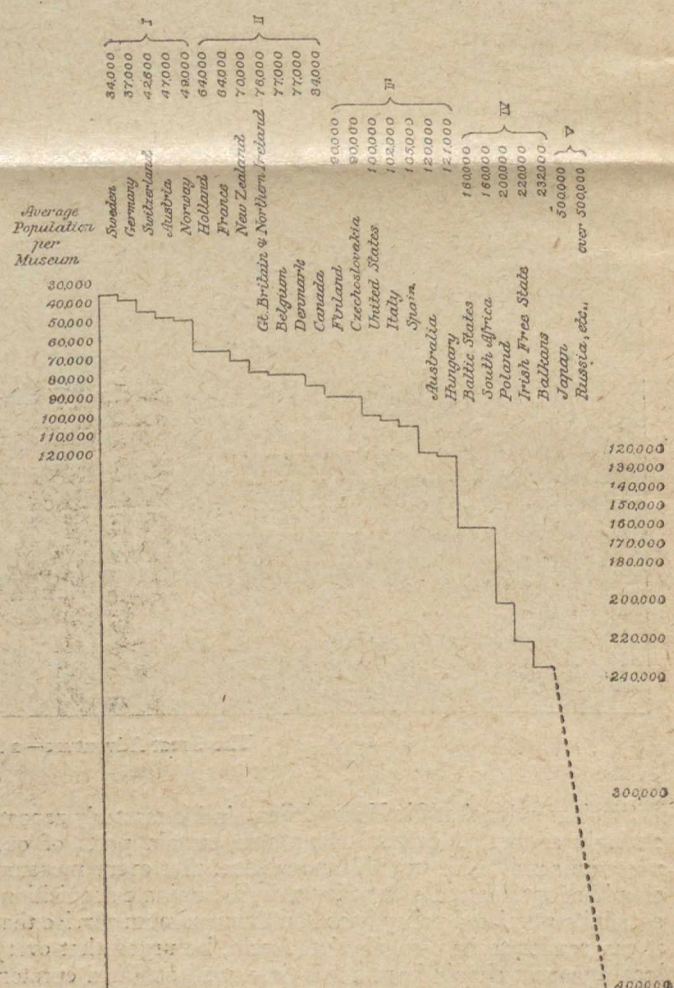 I
II
III
IV
V
Average
Population
per
Museum
Sweden 34,000
Germany 37,000
Switzerland 42,600
Austria 47,000
Norway 49,000
Holland 64,000
France 64,000
New Zealand 70,000
Gt. Britain & Northern Ireland 76,000
Belgium 77,000
Denmark 77,000
Canada 84,000
Finland 90,000
Czechoslovakia 90,000
United States 100,000
Italy 102,000
Spain 105,000
Australia 120,000
Hungary 121,000
Baltic States 160,000
South Africa 160,000
Poland 200,000
Irish Free State 220,000
Balkans 232,000
Japan 500,000
Russia, etc., over 500,000
30,000
40,000
50,000
60,000
70,000
80,000
90,000
100,000
110,000
120,000
120,000
130,000
140,000
150,000
160,000
170,000
180,000
200,000
220,000
240,000
300,000
400,000